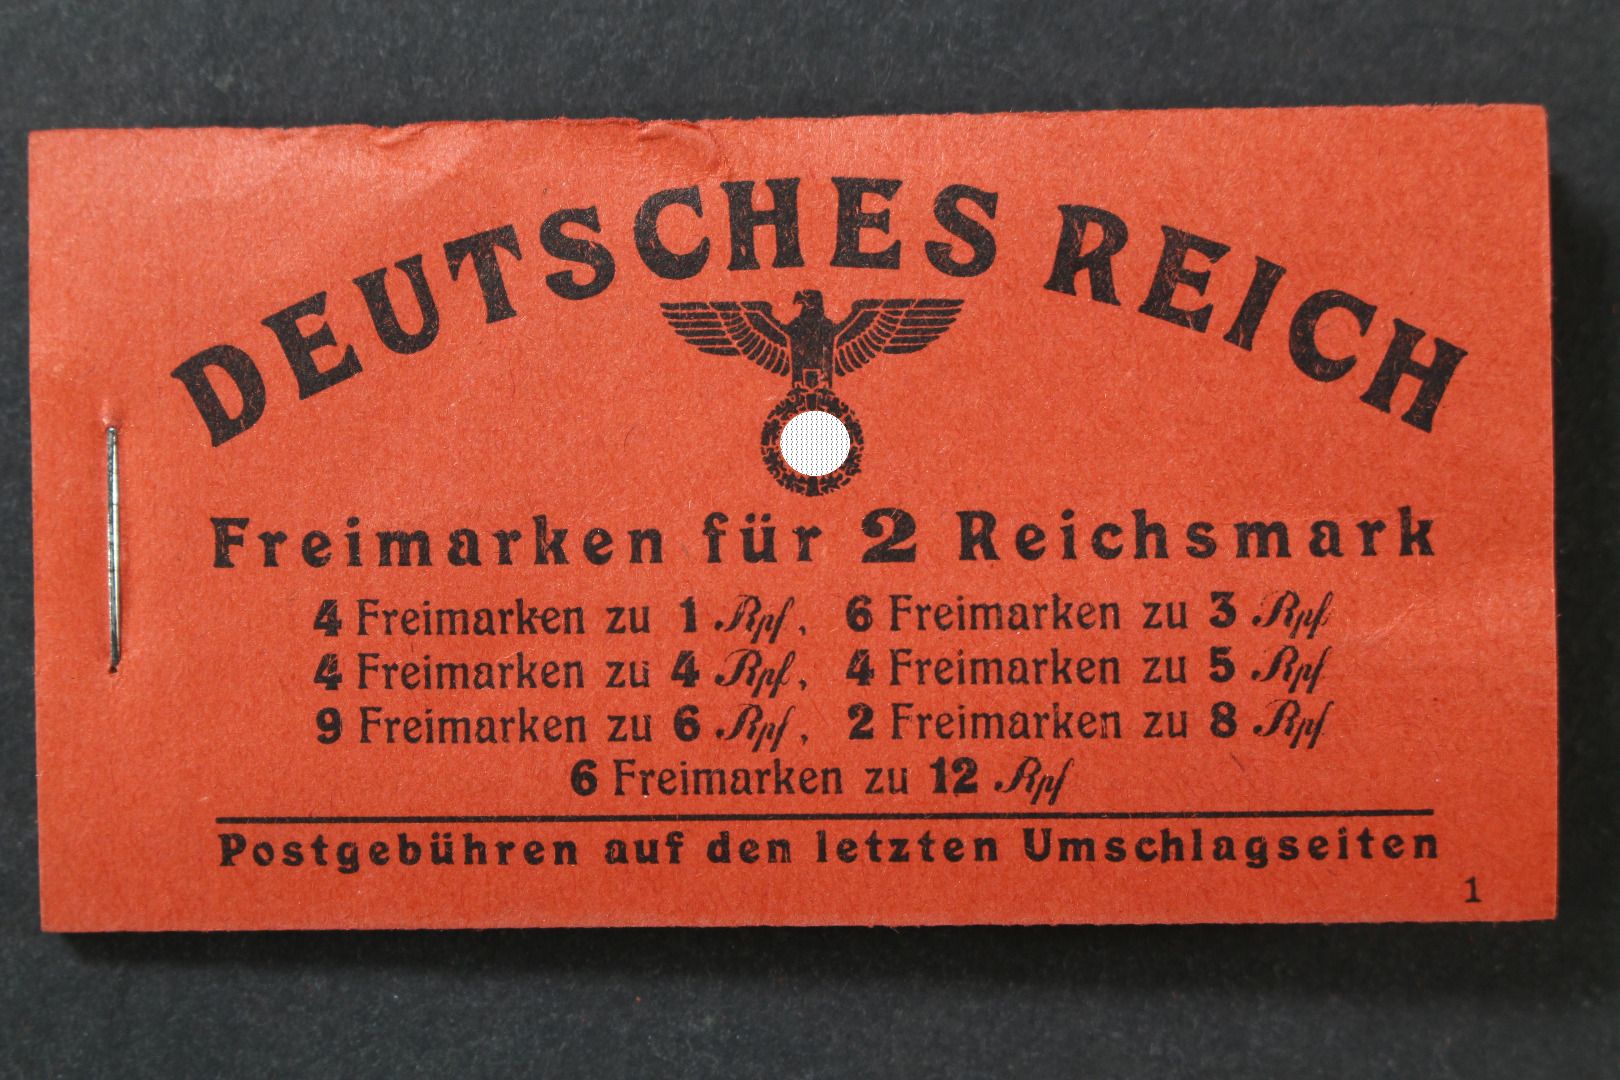 DEUTSCHES REICH
Freimarken für 2 Reichsmark
4 Freimarken zu 1 Rpf, 6 Freimarken zu 3 Rpf
4 Freimarken zu 4 Rpf, 4 Freimarken zu 5 Rpf
9 Freimarken zu 6 Rpf, 2 Freimarken zu 8 Rpf
6 Freimarken zu 12 Rpf
Postgebühren auf den letzten Umschlagseiten
1